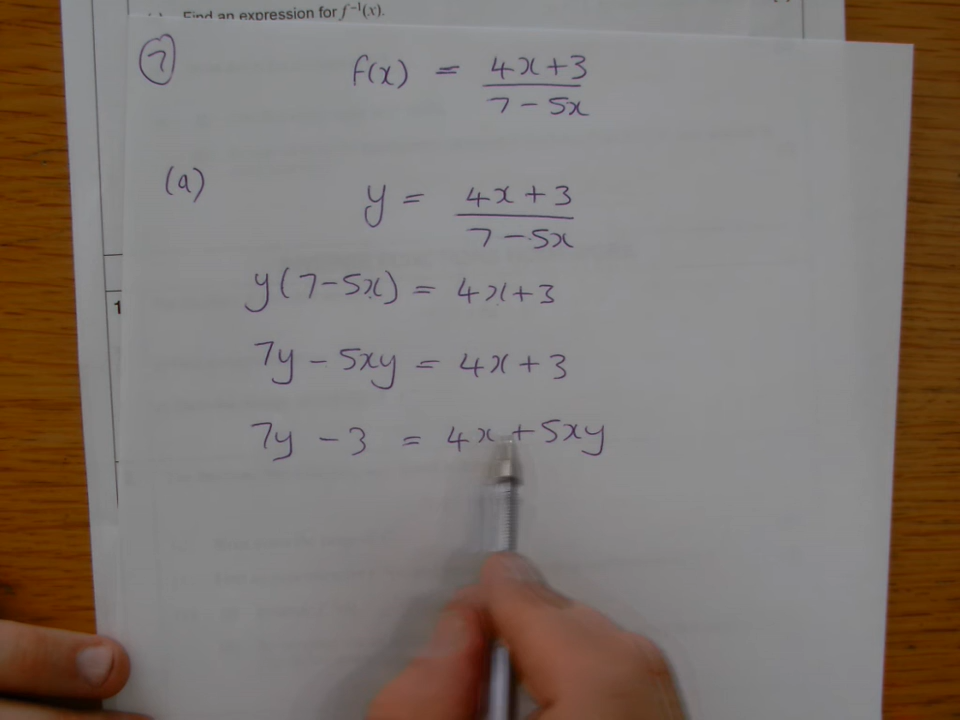 Find an expression for f⁻¹(x).
7 f(x) = 4x+3 / 7-5x
(a) y = 4x+3 / 7-5x
y(7-5x) = 4x+3
1
7y - 5xy = 4x+3
7y - 3 = 4x+5xy